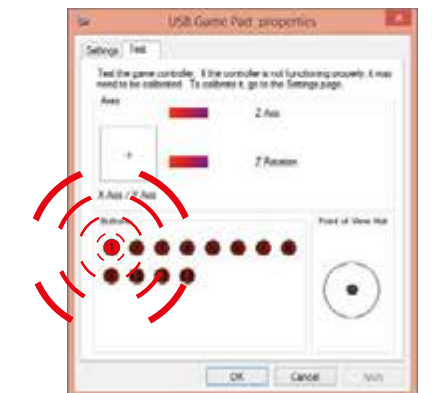 USB Game Pad properties
Settings Test
Test the game controller. If the controller is not functioning properly, it may
need to be calibrated. To calibrate it, go to the Settings page.
Axes
Z Axis
Z Rotation
X Axis / Y Axis
Buttons
Point of View Hat
1
OK Cancel Apply